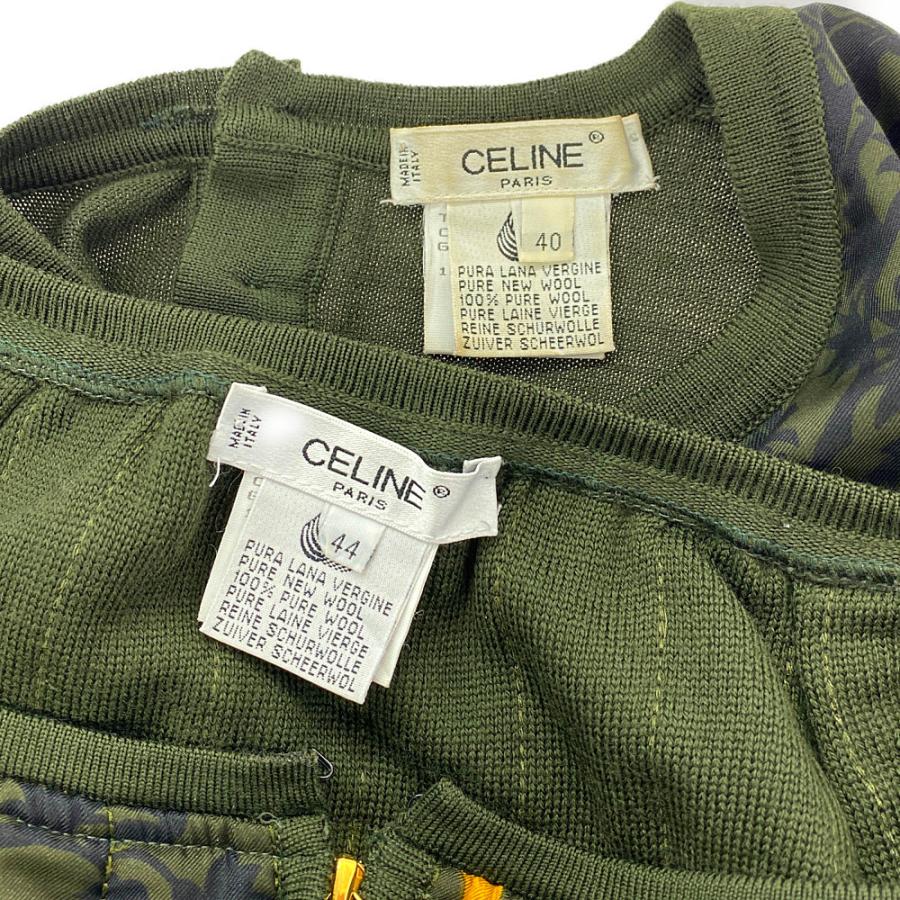 MADE IN
ITALY
CELINE®
PARIS
T
C
G
1
40
PURA LANA VERGINE
PURE NEW WOOL
100% PURE WOOL
PURE LAINE VIERGE
REINE SCHURWOLLE
ZUIVER SCHEERWOL
MADE IN
ITALY
CELINE®
PARIS
C
G
1
44
PURA LANA VERGINE
PURE NEW WOOL
100% PURE WOOL
PURE LAINE VIERGE
REINE SCHURWOLLE
ZUIVER SCHEERWOL